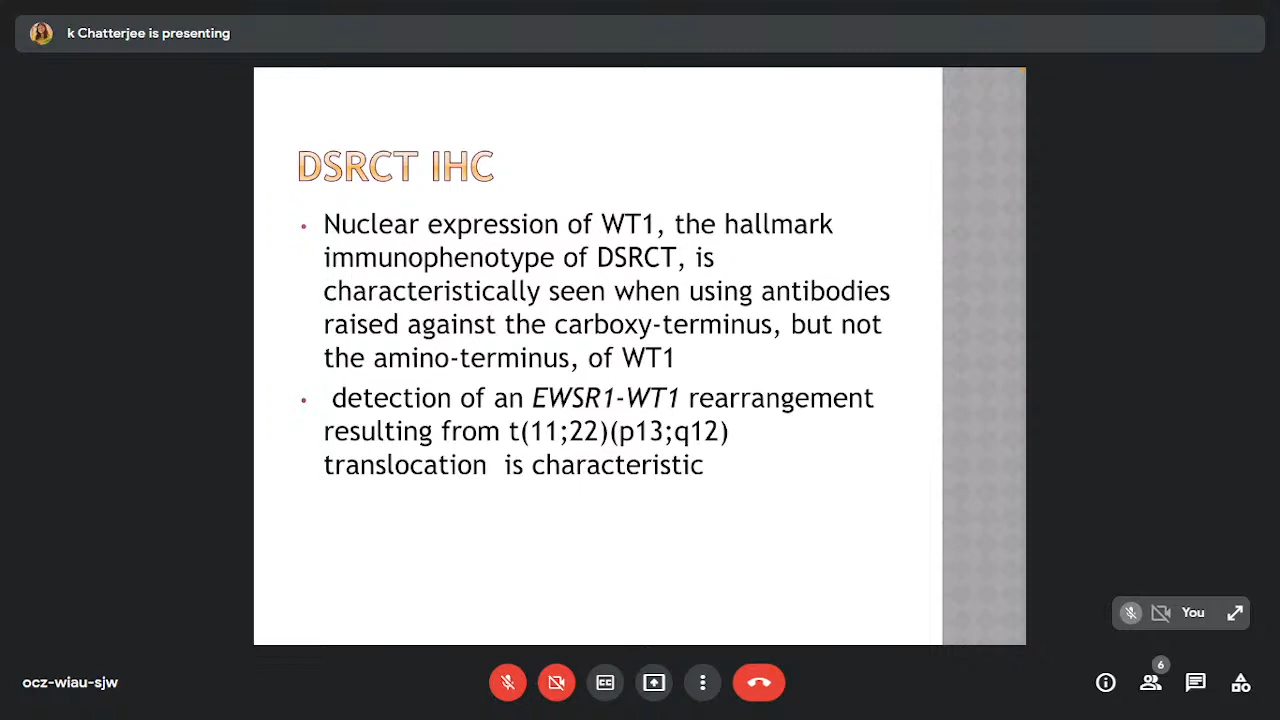 k Chatterjee is presenting
DSRCT IHC
• Nuclear expression of WT1, the hallmark
immunophenotype of DSRCT, is
characteristically seen when using antibodies
raised against the carboxy-terminus, but not
the amino-terminus, of WT1
• detection of an EWSR1-WT1 rearrangement
resulting from t(11;22)(p13;q12)
translocation is characteristic
You
ocz-wiau-sjw
CC
6